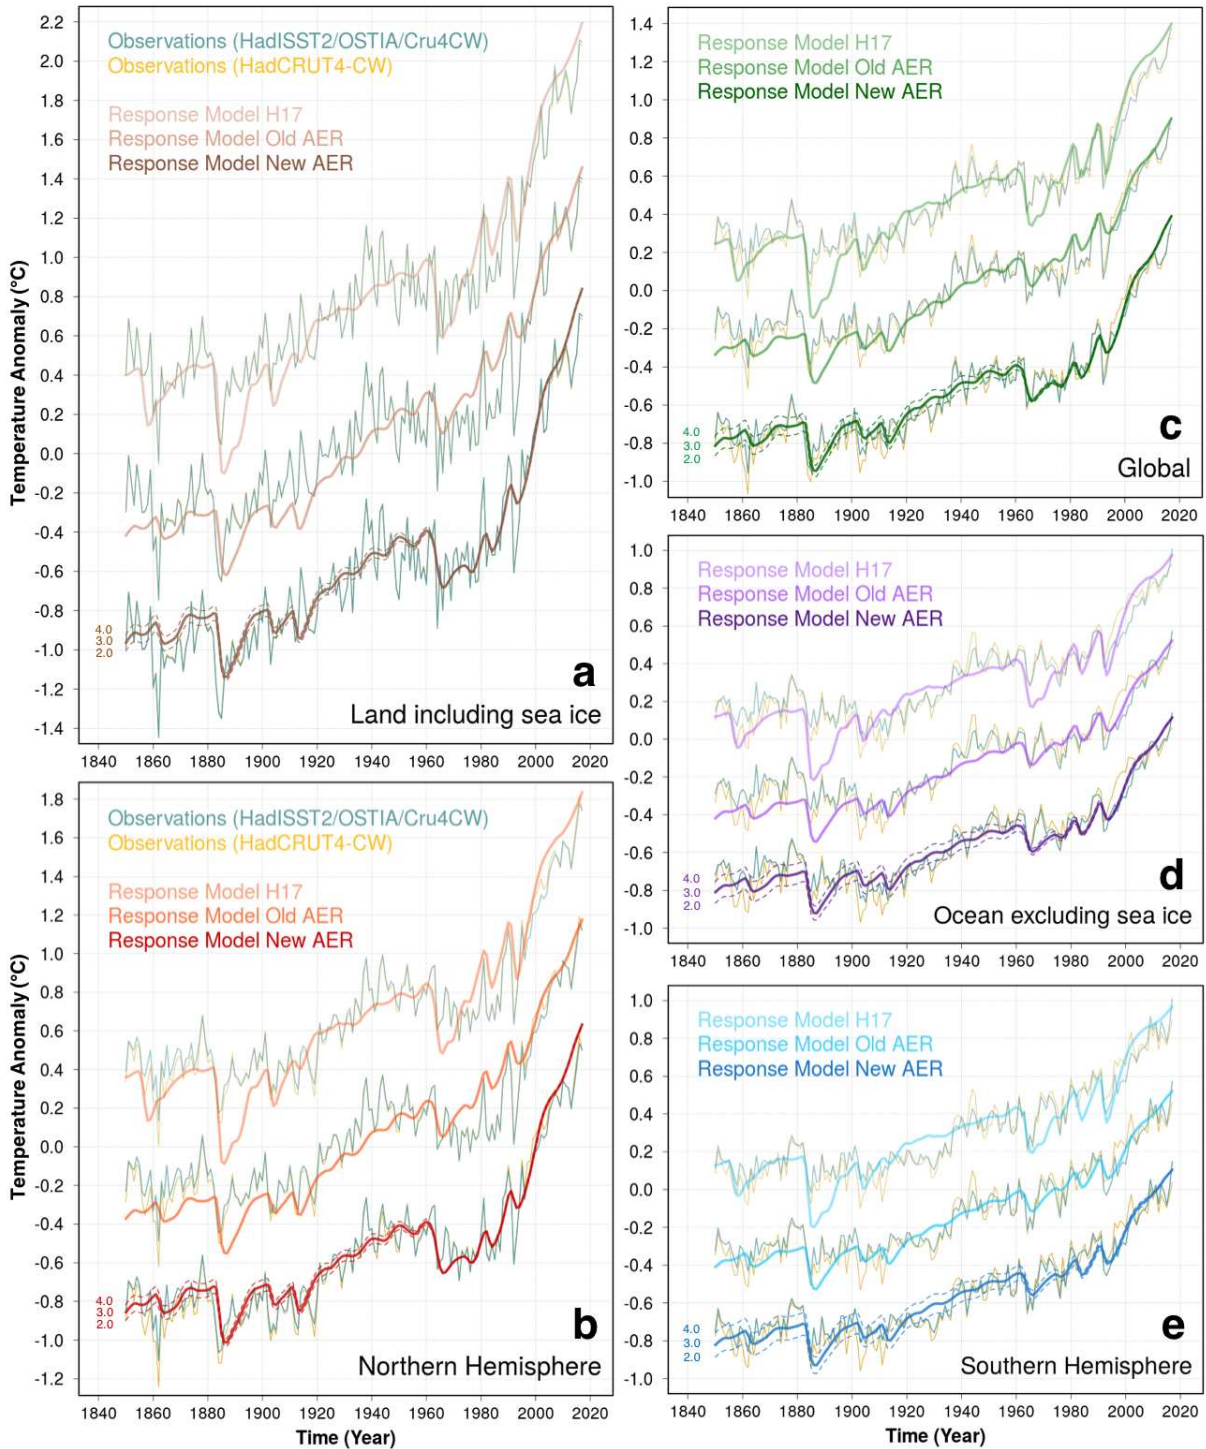 Temperature Anomaly (°C)
2.2
2.0
1.8
1.6
1.4
1.2
1.0
0.8
0.6
0.4
0.2
0.0
-0.2
-0.4
-0.6
-0.8
-1.0
-1.2
-1.4
Observations (HadISST2/OSTIA/Cru4CW)
Observations (HadCRUT4-CW)
Response Model H17
Response Model Old AER
Response Model New AER
4.0
3.0
2.0
a
Land including sea ice
1840 1860 1880 1900 1920 1940 1960 1980 2000 2020
Temperature Anomaly (°C)
1.8
1.6
1.4
1.2
1.0
0.8
0.6
0.4
0.2
0.0
-0.2
-0.4
-0.6
-0.8
-1.0
-1.2
Observations (HadISST2/OSTIA/Cru4CW)
Observations (HadCRUT4-CW)
Response Model H17
Response Model Old AER
Response Model New AER
4.0
3.0
2.0
b
Northern Hemisphere
1840 1860 1880 1900 1920 1940 1960 1980 2000 2020
Time (Year)
1.4
1.2
1.0
0.8
0.6
0.4
0.2
0.0
-0.2
-0.4
-0.6
-0.8
-1.0
Response Model H17
Response Model Old AER
Response Model New AER
4.0
3.0
2.0
c
Global
1840 1860 1880 1900 1920 1940 1960 1980 2000 2020
1.0
0.8
0.6
0.4
0.2
0.0
-0.2
-0.4
-0.6
-0.8
-1.0
Response Model H17
Response Model Old AER
Response Model New AER
4.0
3.0
2.0
d
Ocean excluding sea ice
1840 1860 1880 1900 1920 1940 1960 1980 2000 2020
1.0
0.8
0.6
0.4
0.2
0.0
-0.2
-0.4
-0.6
-0.8
-1.0
Response Model H17
Response Model Old AER
Response Model New AER
4.0
3.0
2.0
e
Southern Hemisphere
1840 1860 1880 1900 1920 1940 1960 1980 2000 2020
Time (Year)